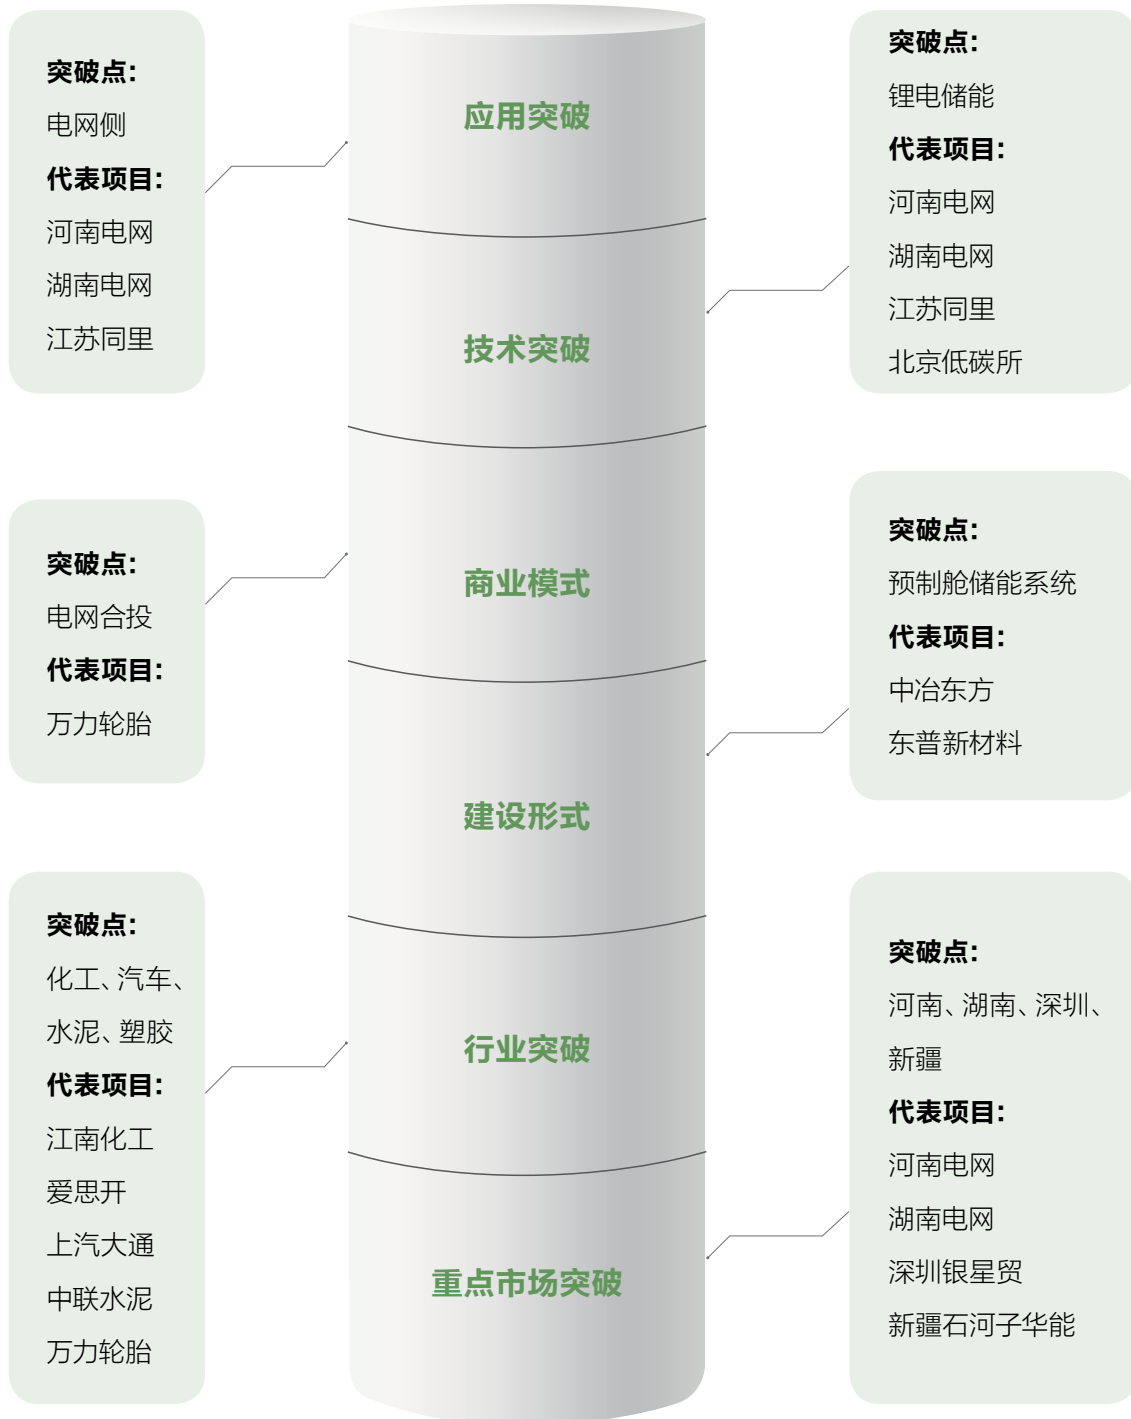 应用突破
突破点:
电网侧
代表项目:
河南电网
湖南电网
江苏同里
技术突破
突破点:
锂电储能
代表项目:
河南电网
湖南电网
江苏同里
北京低碳所
商业模式
突破点:
电网合投
代表项目:
万力轮胎
建设形式
突破点:
预制舱储能系统
代表项目:
中冶东方
东普新材料
行业突破
突破点:
化工、汽车、
水泥、塑胶
代表项目:
江南化工
爱思开
上汽大通
中联水泥
万力轮胎
重点市场突破
突破点:
河南、湖南、深圳、
新疆
代表项目:
河南电网
湖南电网
深圳银星贸
新疆石河子华能